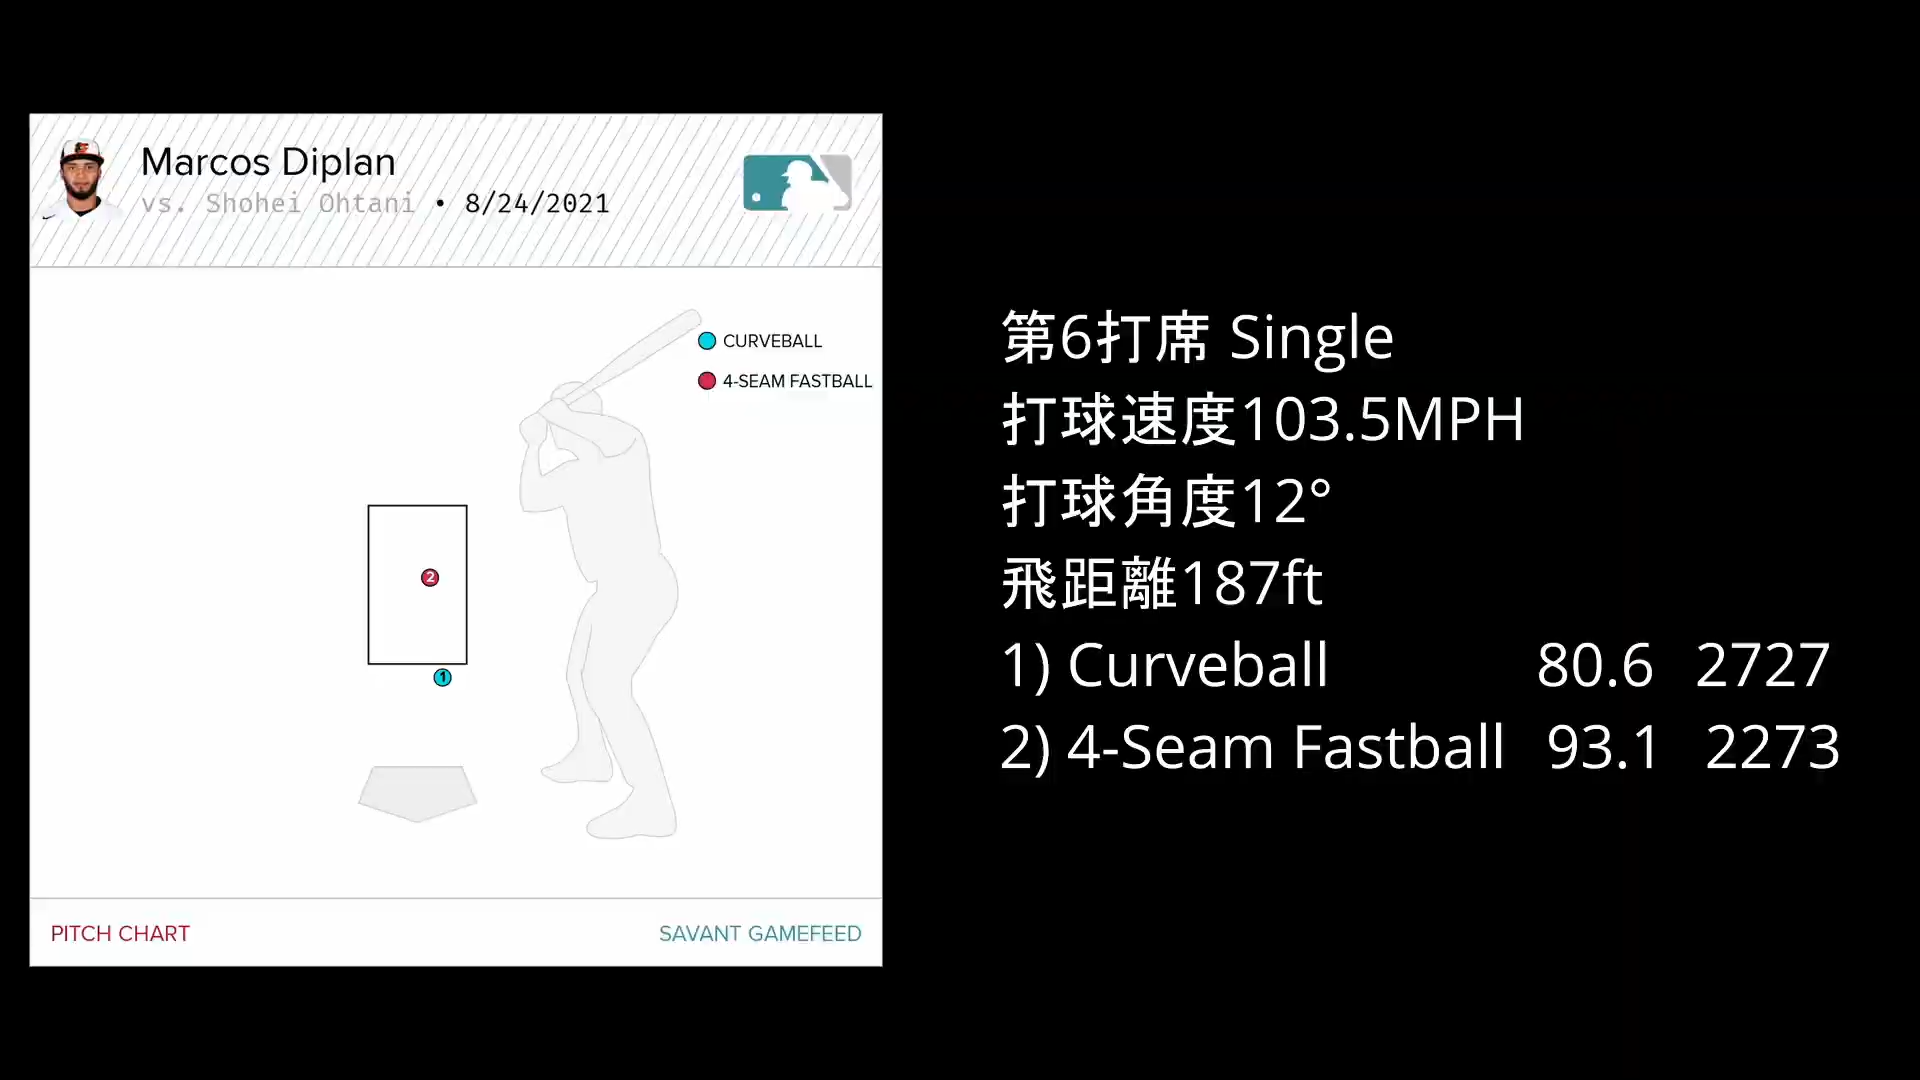 Marcos Diplan
vs. Shohei Ohtani • 8/24/2021
CURVEBALL
4-SEAM FASTBALL
2
1
PITCH CHART
SAVANT GAMEFEED
第6打席 Single
打球速度103.5MPH
打球角度12°
飛距離187ft
1) Curveball 80.6 2727
2) 4-Seam Fastball 93.1 2273